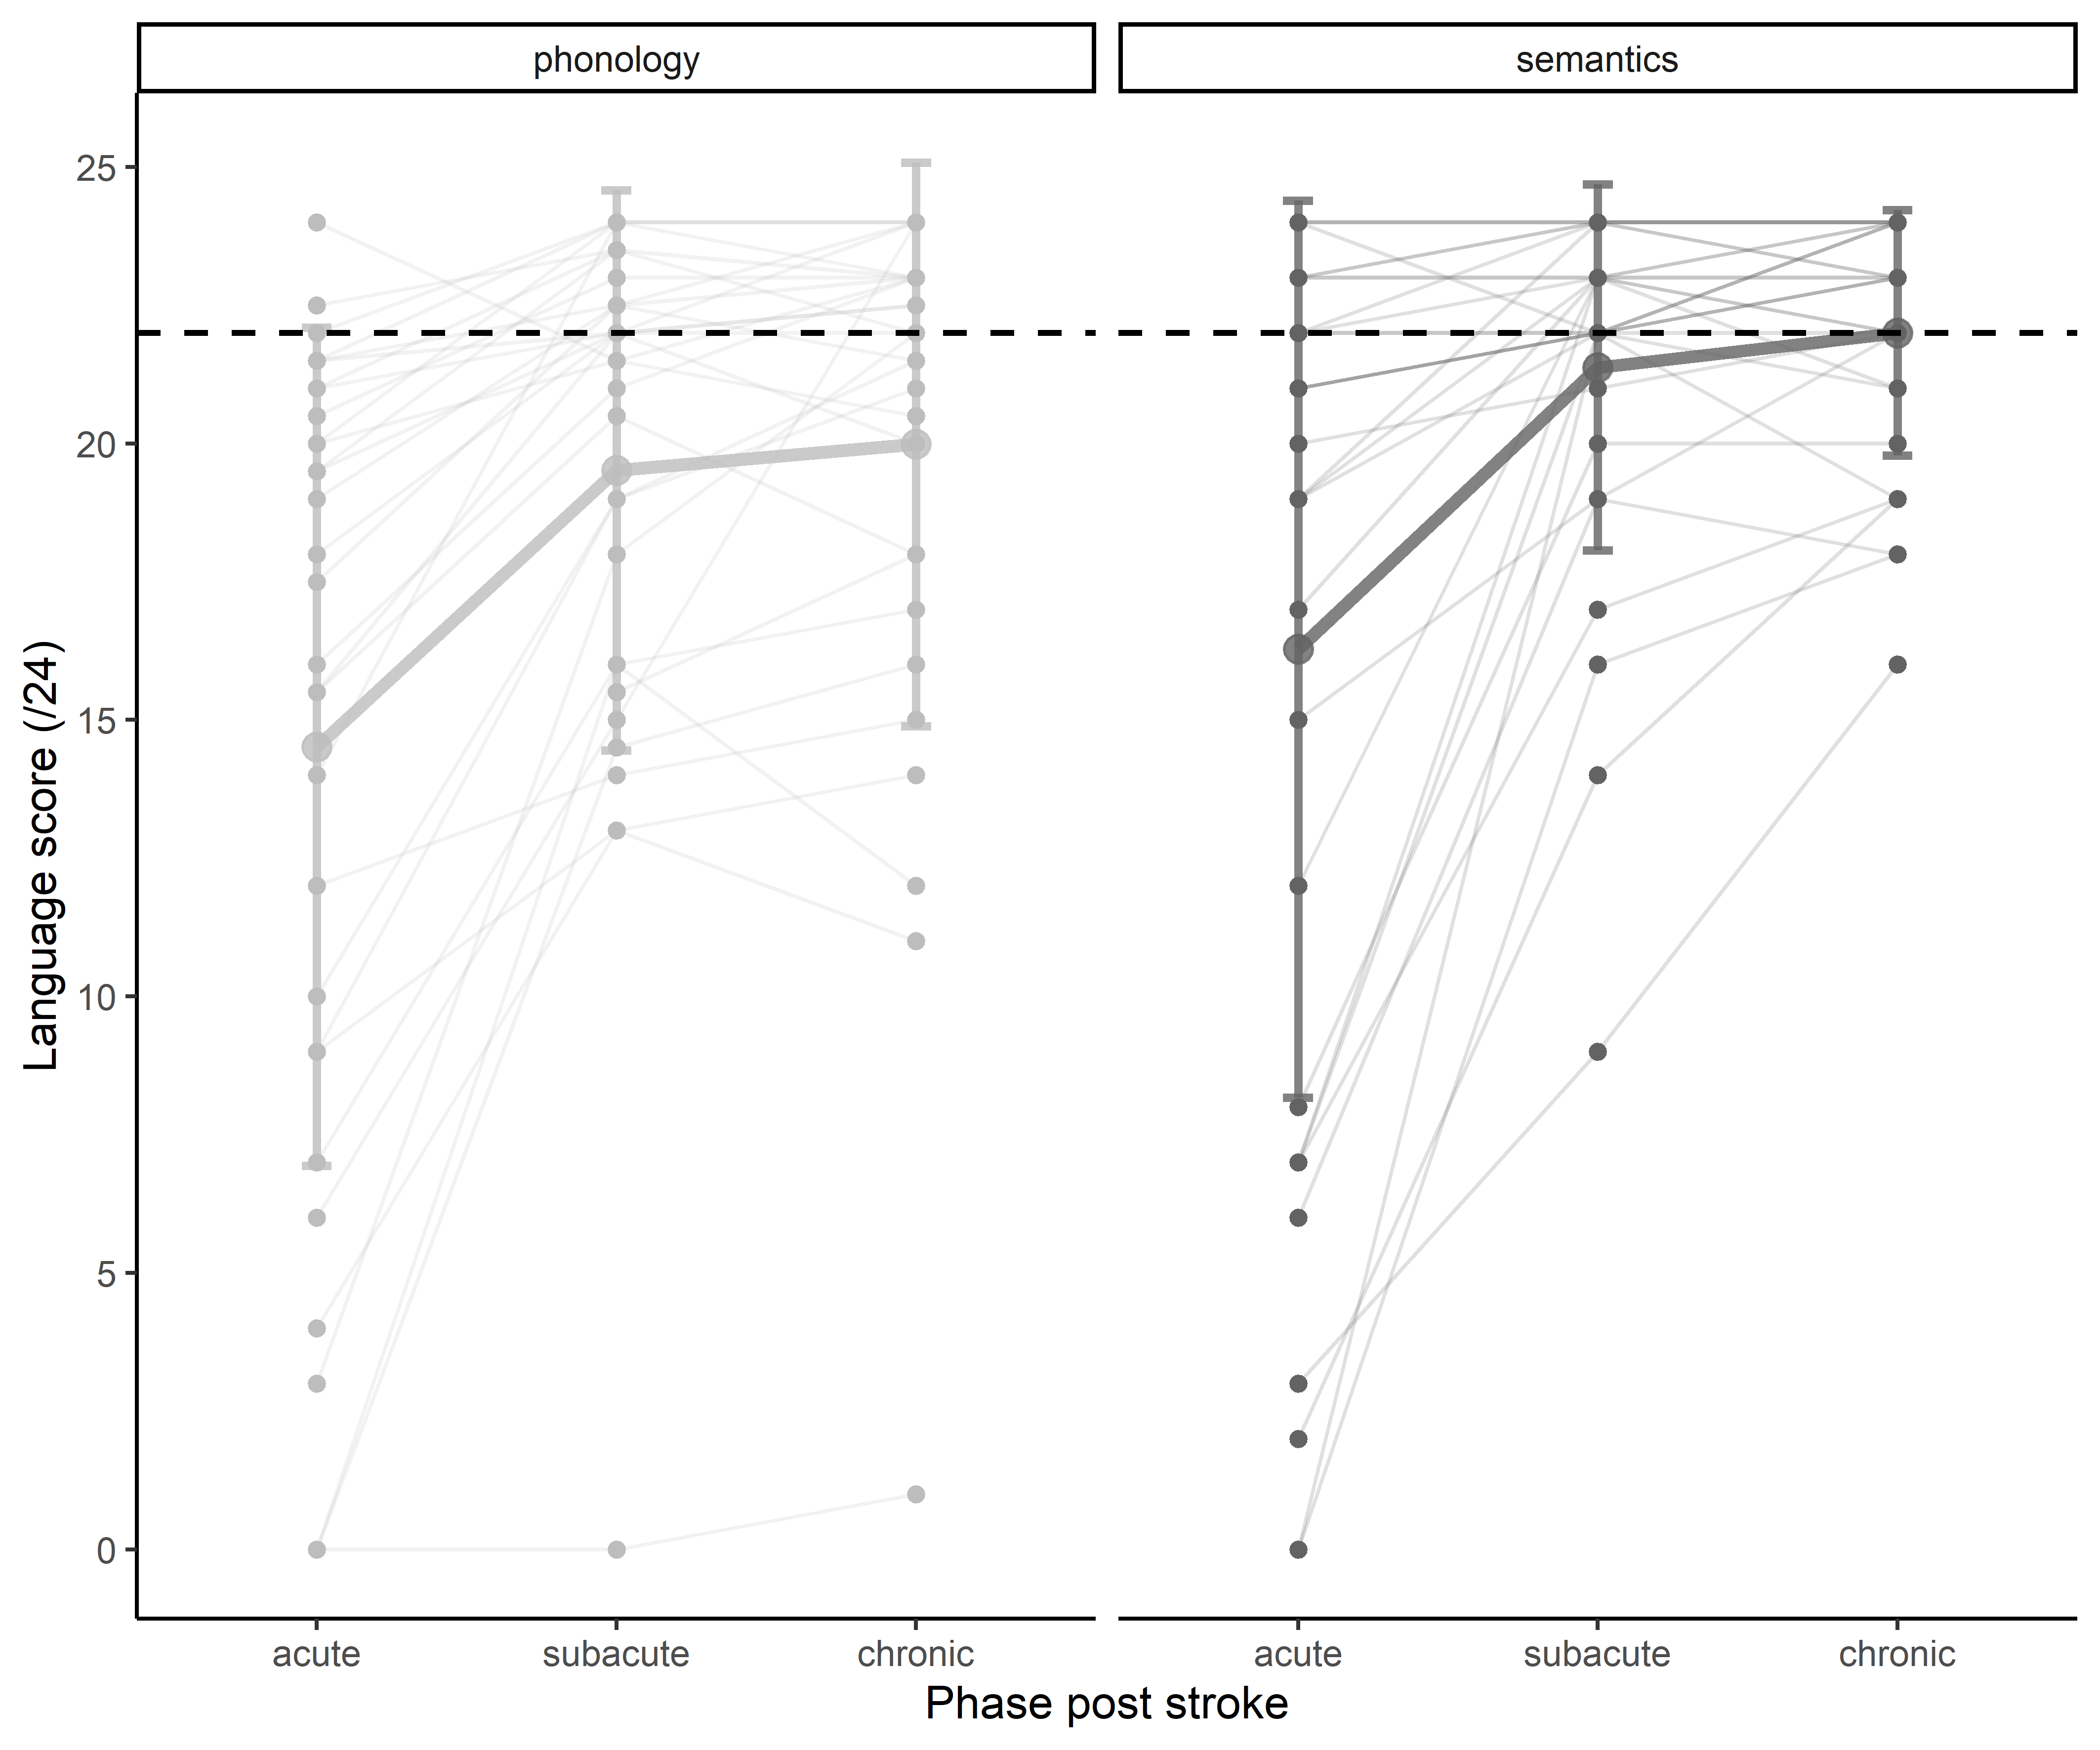 phonology
semantics
Language score (/24)
25
20
15
10
5
0
acute subacute chronic
acute subacute chronic
Phase post stroke